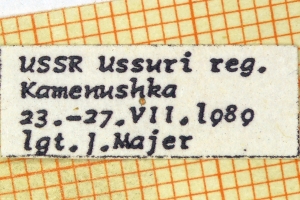 USSR Ussuri reg.
Kamenushka
23.-27.VII.1989
lgt.J.Majer